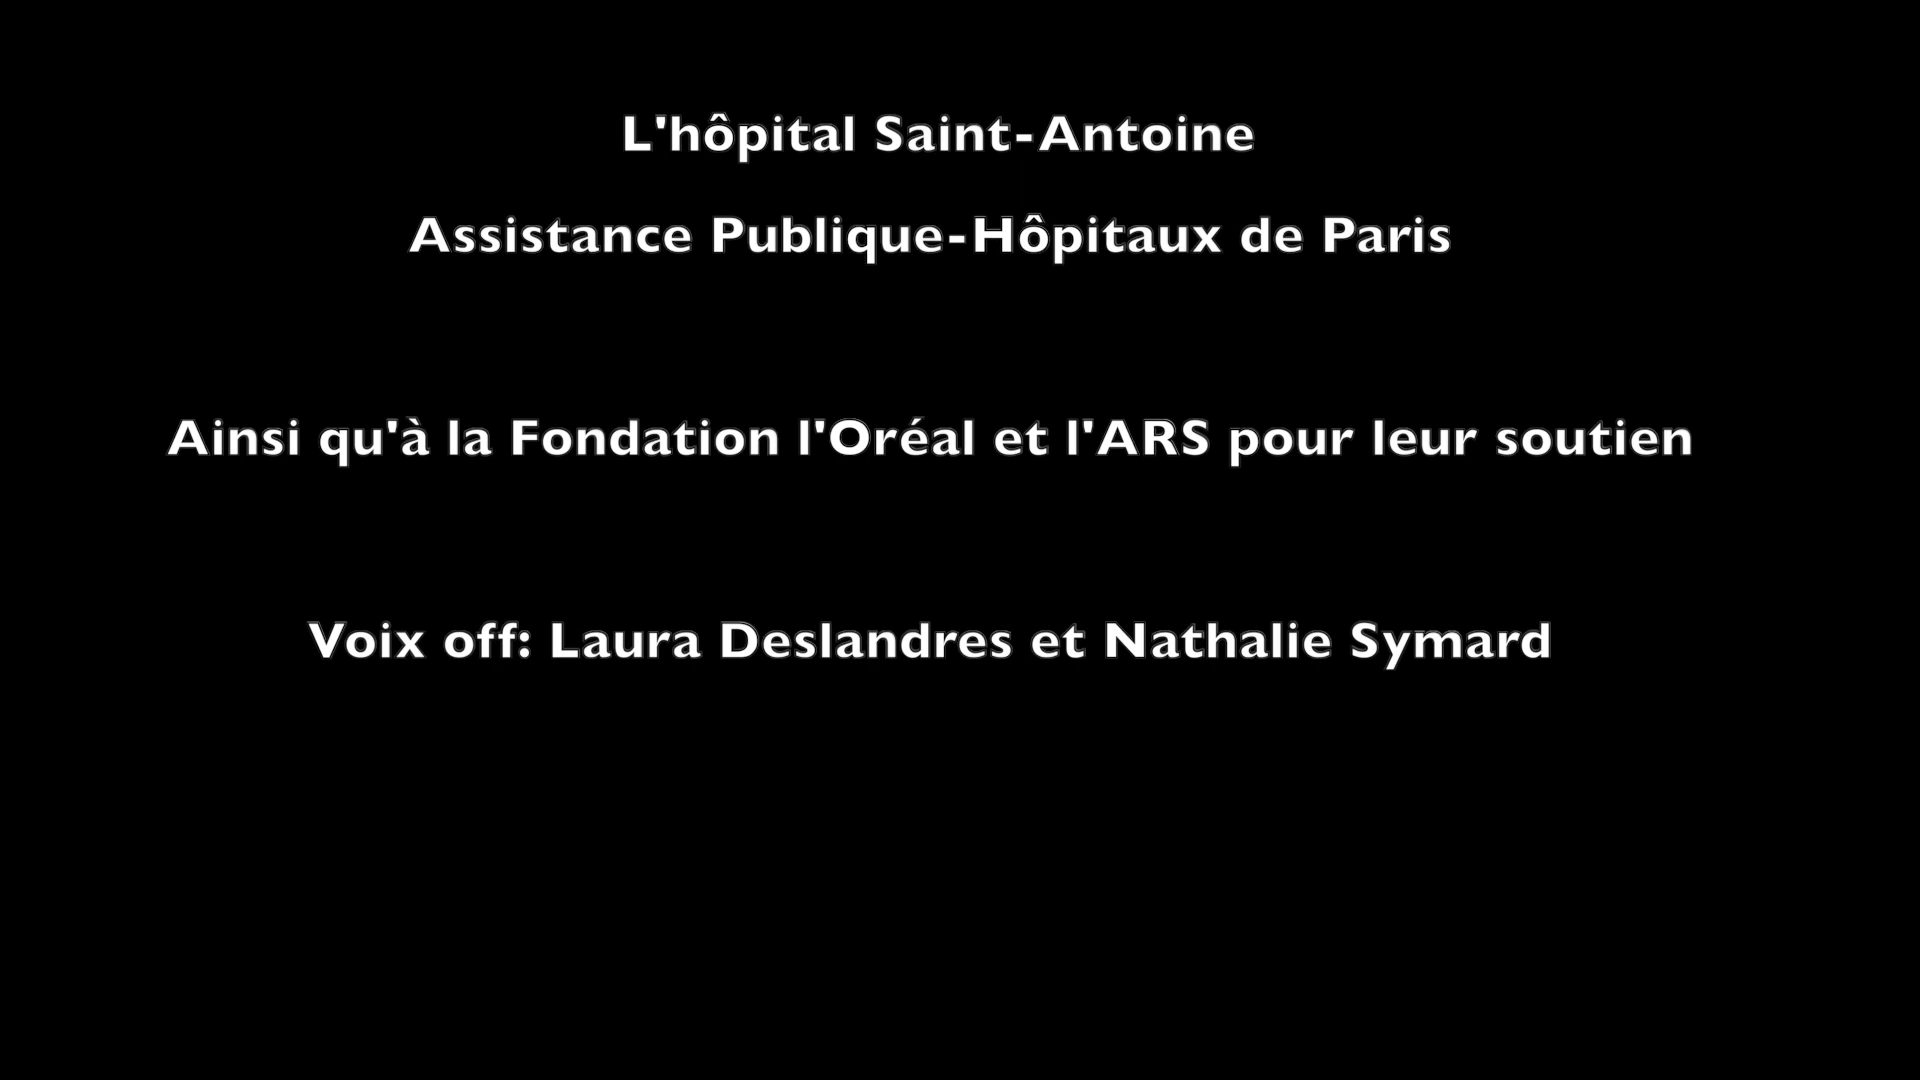 L'hôpital Saint-Antoine
Assistance Publique-Hôpitaux de Paris
Ainsi qu'à la Fondation l'Oréal et l'ARS pour leur soutien
Voix off: Laura Deslandres et Nathalie Symard